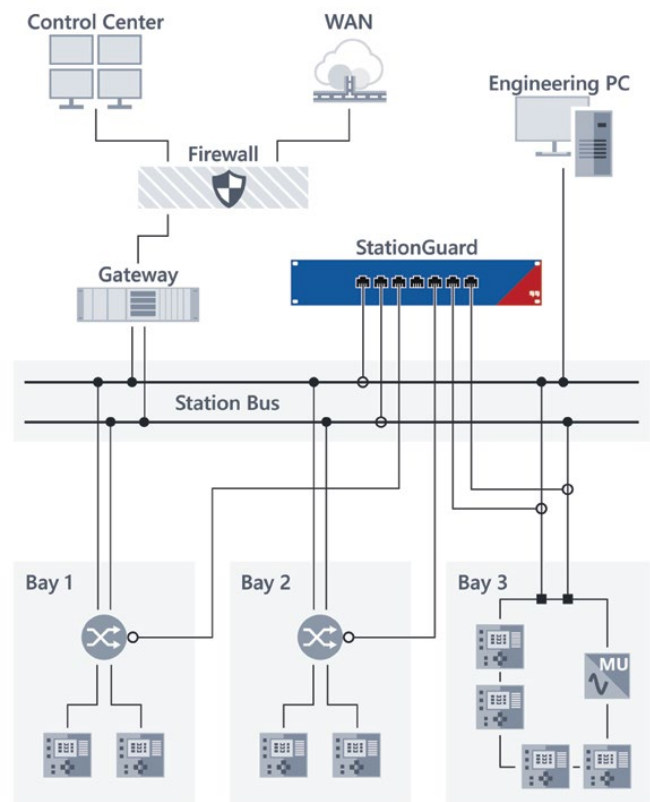 Control Center
WAN
Engineering PC
Firewall
StationGuard
Gateway
Station Bus
Bay 1
Bay 2
Bay 3
MU